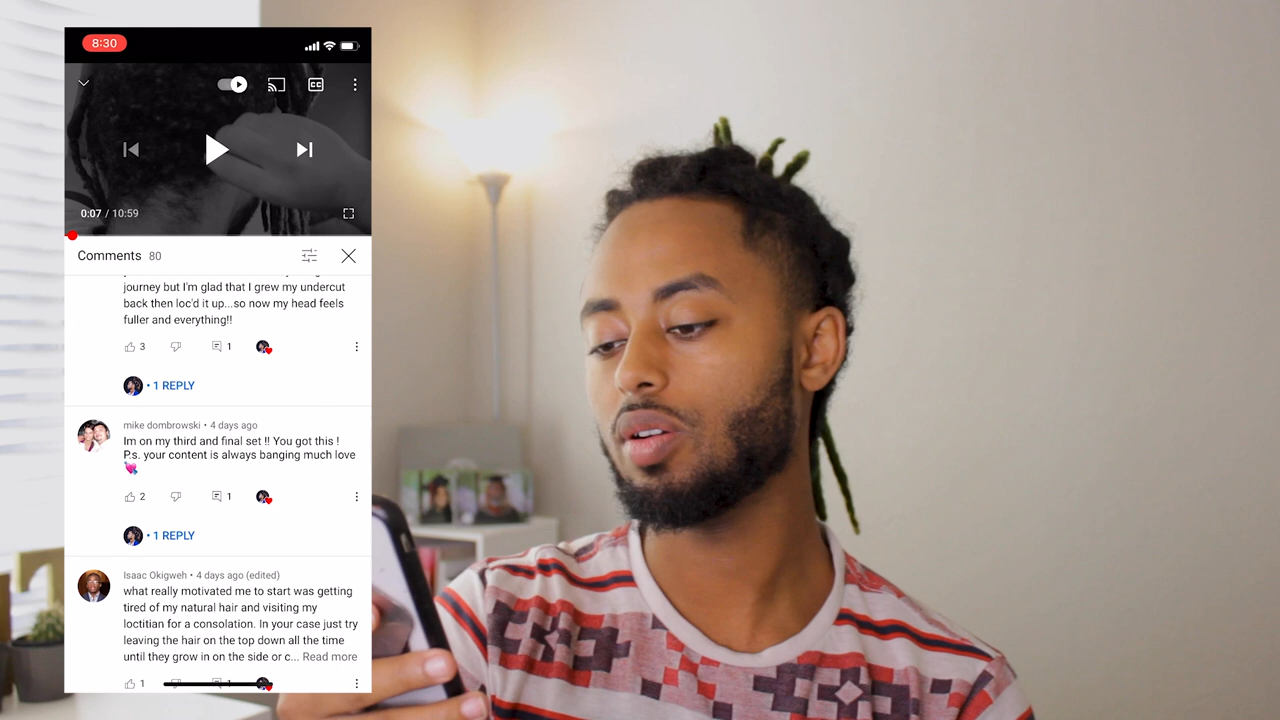 8:30
CC
0:07 / 10:59
Comments 80
journey but I'm glad that I grew my undercut
back then loc'd it up...so now my head feels
fuller and everything!!
3
1
• 1 REPLY
mike dombrowski • 4 days ago
Im on my third and final set !! You got this !
P.s. your content is always banging much love
2
1
• 1 REPLY
Isaac Okigweh • 4 days ago (edited)
what really motivated me to start was getting
tired of my natural hair and visiting my
loctitian for a consolation. In your case just try
leaving the hair on the top down all the time
until they grow in on the side or c... Read more
1
1